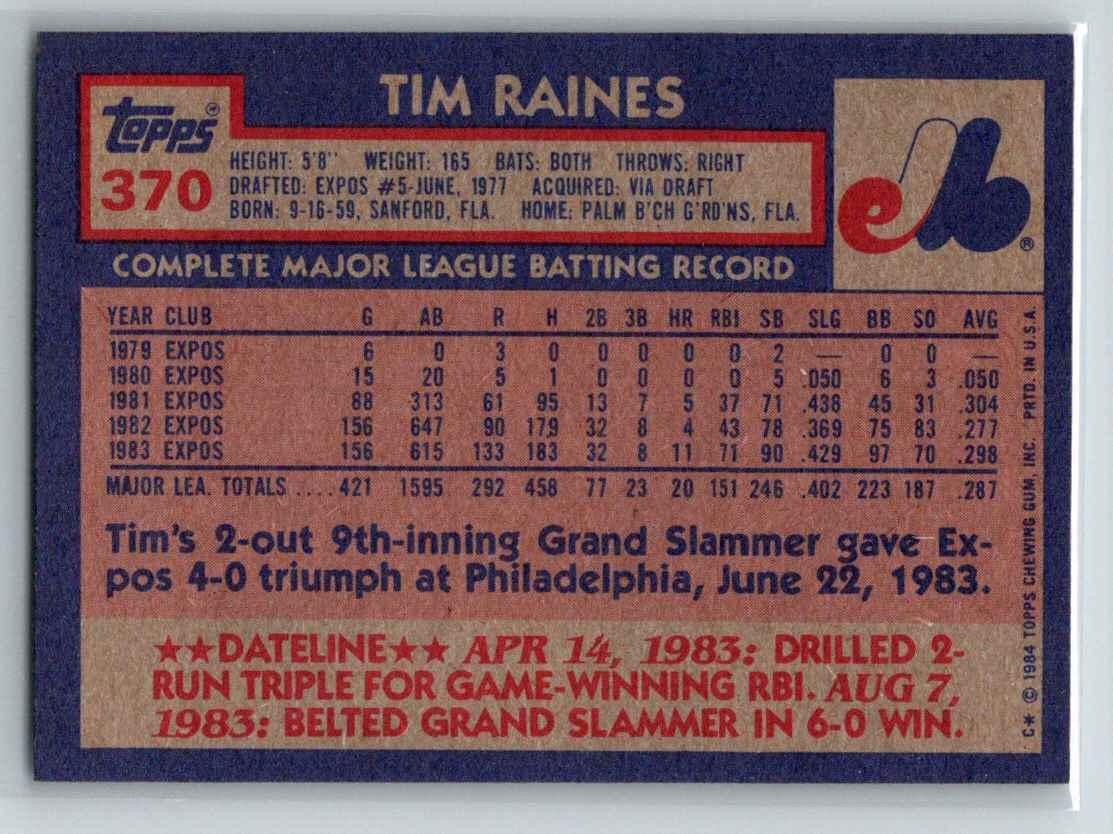 TIM RAINES
Topps®
370
HEIGHT: 5'8" WEIGHT: 165 BATS: BOTH THROWS: RIGHT
DRAFTED: EXPOS #5-JUNE, 1977 ACQUIRED: VIA DRAFT
BORN: 9-16-59, SANFORD, FLA. HOME: PALM B'CH G'RD'NS, FLA.
eb®
COMPLETE MAJOR LEAGUE BATTING RECORD
YEAR CLUB G AB R H 2B 3B HR RBI SB SLG BB SO AVG
1979 EXPOS 6 0 3 0 0 0 0 0 2 — 0 0 —
1980 EXPOS 15 20 5 1 0 0 0 0 5 .050 6 3 .050
1981 EXPOS 88 313 61 95 13 7 5 37 71 .438 45 31 .304
1982 EXPOS 156 647 90 179 32 8 4 43 78 .369 75 83 .277
1983 EXPOS 156 615 133 183 32 8 11 71 90 .429 97 70 .298
MAJOR LEA. TOTALS ....421 1595 292 458 77 23 20 151 246 .402 223 187 .287
Tim's 2-out 9th-inning Grand Slammer gave Ex-
pos 4-0 triumph at Philadelphia, June 22, 1983.
★★DATELINE★★ APR 14, 1983: DRILLED 2-
RUN TRIPLE FOR GAME-WINNING RBI. AUG 7,
1983: BELTED GRAND SLAMMER IN 6-0 WIN.
C* © 1984 TOPPS CHEWING GUM, INC. PRTD. IN U.S.A.